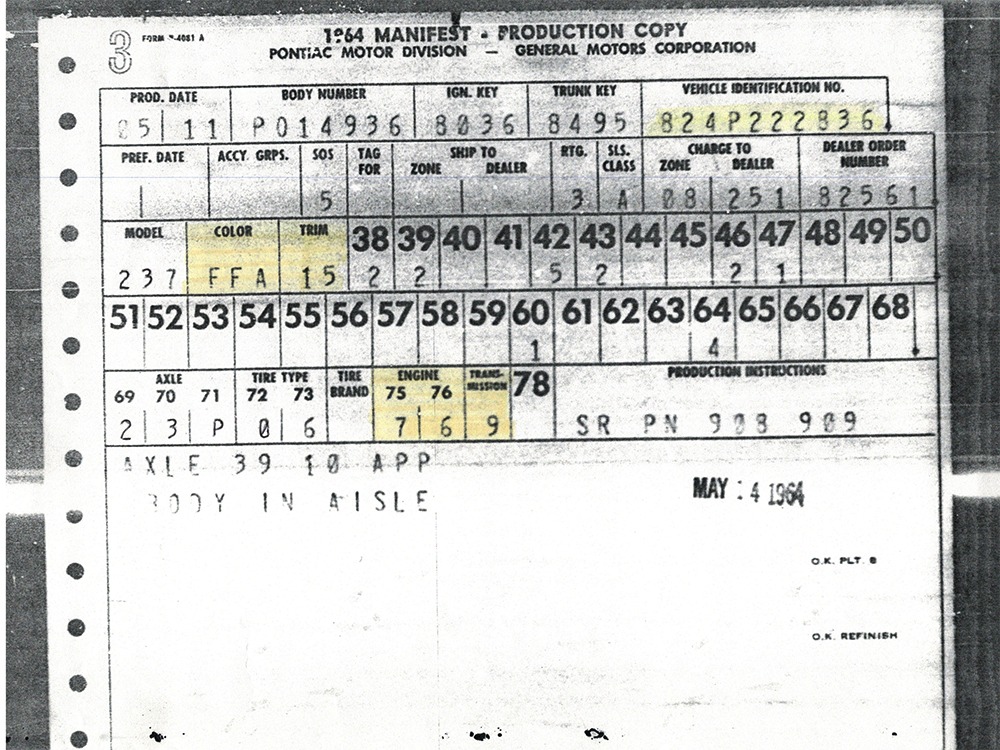 3 FORM P-4081 A
1964 MANIFEST - PRODUCTION COPY
PONTIAC MOTOR DIVISION — GENERAL MOTORS CORPORATION
PROD. DATE BODY NUMBER IGN. KEY TRUNK KEY VEHICLE IDENTIFICATION NO.
05 11 P014936 8036 8495 824P222836
PREF. DATE ACCY. GRPS. SOS TAG FOR SHIP TO ZONE DEALER RTG. SLS. CLASS CHARGE TO ZONE DEALER DEALER ORDER NUMBER
5 3 A 08 251 82561
MODEL COLOR TRIM 38 39 40 41 42 43 44 45 46 47 48 49 50
237 FFA 15 2 2 5 2 2 1
51 52 53 54 55 56 57 58 59 60 61 62 63 64 65 66 67 68
1 4
AXLE TIRE TYPE TIRE BRAND ENGINE TRANS-MISSION 78 PRODUCTION INSTRUCTIONS
69 70 71 72 73 75 76
2 3 P 0 6 7 6 9 SR PN 908 909
AXLE 39 10 APP
BODY IN AISLE
MAY 14 1964
O.K. PLT. 8
O.K. REFINISH